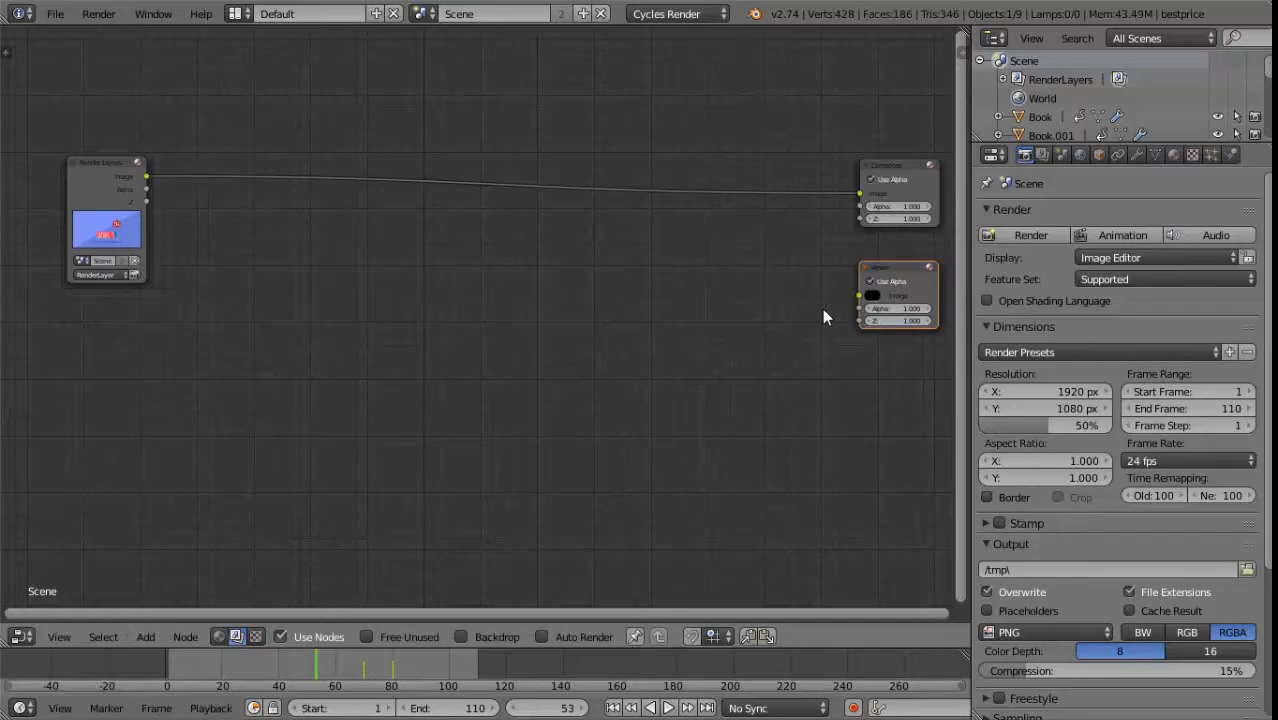 File Render Window Help Default Scene 2 Cycles Render v2.74 | Verts:428 | Faces:186 | Tris:346 | Objects:1/9 | Lamps:0/0 | Mem:43.49M | bestprice
View Search All Scenes
Scene
RenderLayers
World
Book
Book.001
Scene
Render
Render Animation Audio
Display: Image Editor
Feature Set: Supported
Open Shading Language
Dimensions
Render Presets
Resolution: Frame Range:
X: 1920 px Start Frame: 1
Y: 1080 px End Frame: 110
50% Frame Step: 1
Aspect Ratio: Frame Rate:
X: 1.000 24 fps
Y: 1.000 Time Remapping:
Border Crop Old: 100 Ne: 100
Stamp
Output
/tmp\
Overwrite File Extensions
Placeholders Cache Result
PNG BW RGB RGBA
Color Depth: 8 16
Compression: 15%
Freestyle
Sampling
RenderLayers
Image
Alpha
Z
Scene
RenderLayer
Composite
Use Alpha
Image
Alpha: 1.000
Z: 1.000
Viewer
Use Alpha
Image
Alpha: 1.000
Z: 1.000
Scene
View Select Add Node Use Nodes Free Unused Backdrop Auto Render
-40 -20 0 20 40 60 80 100 120 140 160 180 200 220 240 260
View Marker Frame Playback Start: 1 End: 110 53 No Sync